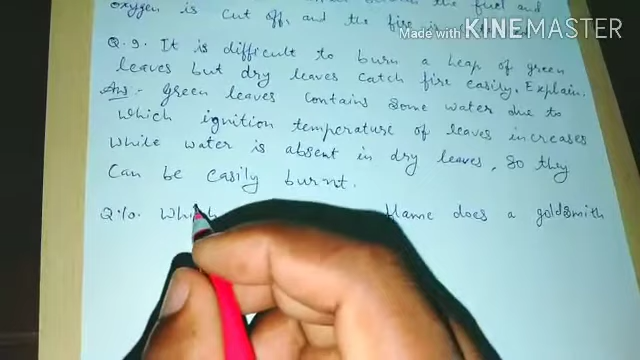 oxygen is cut off, and the fire is
Made with KINEMASTER
Q.9. It is difficult to burn a heap of green
leaves but dry leaves catch fire easily. Explain.
Ans:- Green leaves contains some water due to
which ignition temperature of leaves increases
while water is absent in dry leaves, so they
can be easily burnt.
Q.10. Which flame does a goldsmith